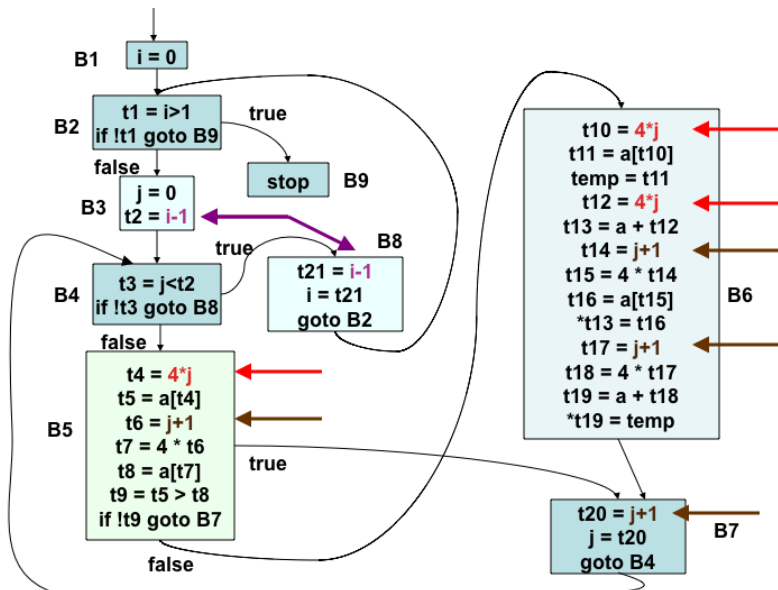 B1
i = 0
B2
t1 = i>1
if !t1 goto B9
true
false
stop
B9
B3
j = 0
t2 = i-1
true
B8
t21 = i-1
i = t21
goto B2
B4
t3 = j<t2
if !t3 goto B8
false
B5
t4 = 4*j
t5 = a[t4]
t6 = j+1
t7 = 4 * t6
t8 = a[t7]
t9 = t5 > t8
if !t9 goto B7
true
false
t10 = 4*j
t11 = a[t10]
temp = t11
t12 = 4*j
t13 = a + t12
t14 = j+1
t15 = 4 * t14
t16 = a[t15]
*t13 = t16
t17 = j+1
t18 = 4 * t17
t19 = a + t18
*t19 = temp
B6
t20 = j+1
j = t20
goto B4
B7